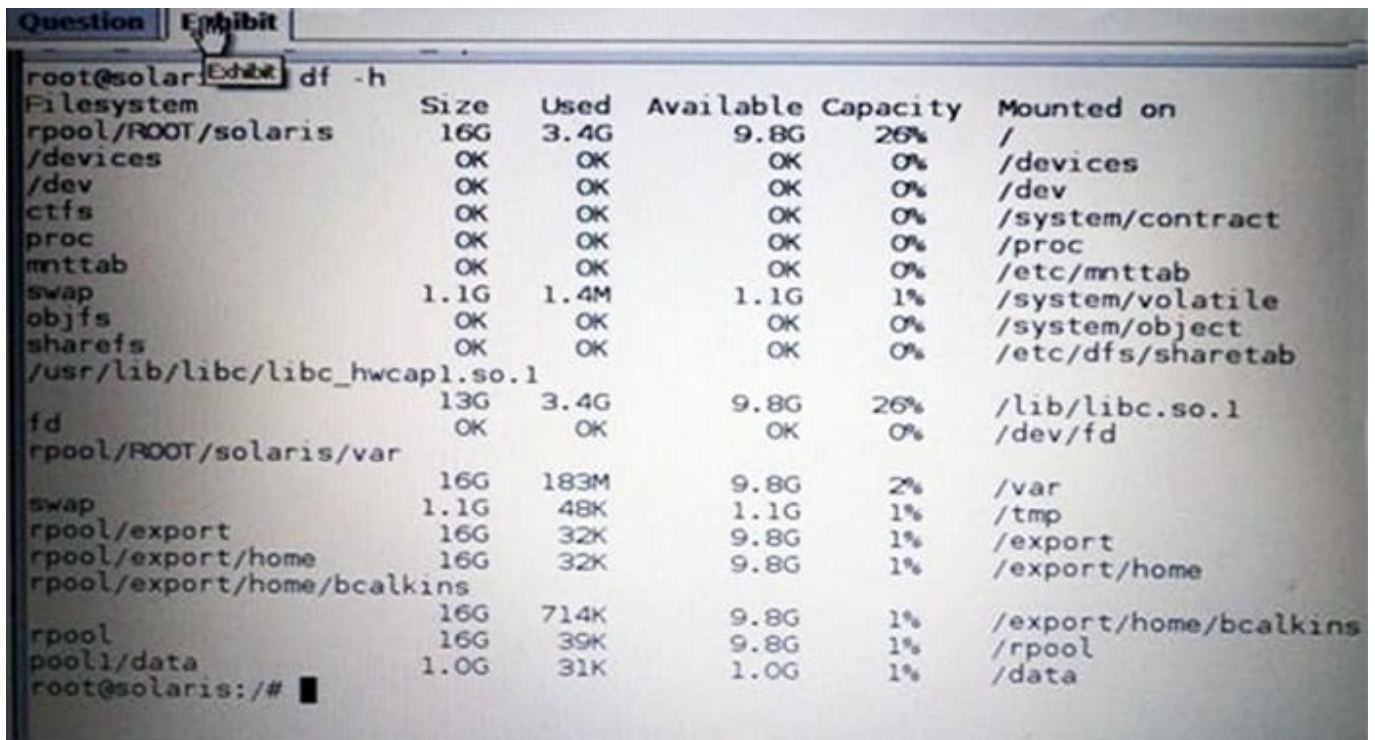 Question Exhibit
Exhibit
root@solaris df -h
Filesystem Size Used Available Capacity Mounted on
rpool/ROOT/solaris 16G 3.4G 9.8G 26% /
/devices 0K 0K 0K 0% /devices
/dev 0K 0K 0K 0% /dev
ctfs 0K 0K 0K 0% /system/contract
proc 0K 0K 0K 0% /proc
mnttab 0K 0K 0K 0% /etc/mnttab
swap 1.1G 1.4M 1.1G 1% /system/volatile
objfs 0K 0K 0K 0% /system/object
sharefs 0K 0K 0K 0% /etc/dfs/sharetab
/usr/lib/libc/libc_hwcap1.so.1
13G 3.4G 9.8G 26% /lib/libc.so.1
fd 0K 0K 0K 0% /dev/fd
rpool/ROOT/solaris/var
16G 183M 9.8G 2% /var
swap 1.1G 48K 1.1G 1% /tmp
rpool/export 16G 32K 9.8G 1% /export
rpool/export/home 16G 32K 9.8G 1% /export/home
rpool/export/home/bcalkins
16G 714K 9.8G 1% /export/home/bcalkins
rpool 16G 39K 9.8G 1% /rpool
pool1/data 1.0G 31K 1.0G 1% /data
root@solaris:/#